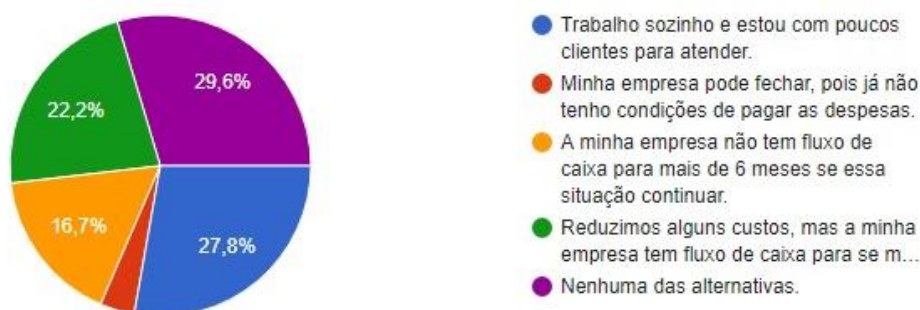 29,6%
22,2%
16,7%
27,8%
Trabalho sozinho e estou com poucos
clientes para atender.
Minha empresa pode fechar, pois já não
tenho condições de pagar as despesas.
A minha empresa não tem fluxo de
caixa para mais de 6 meses se essa
situação continuar.
Reduzimos alguns custos, mas a minha
empresa tem fluxo de caixa para se m...
Nenhuma das alternativas.